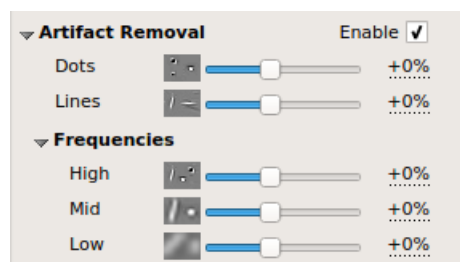 Artifact Removal Enable
Dots +0%
Lines +0%
Frequencies
High +0%
Mid +0%
Low +0%